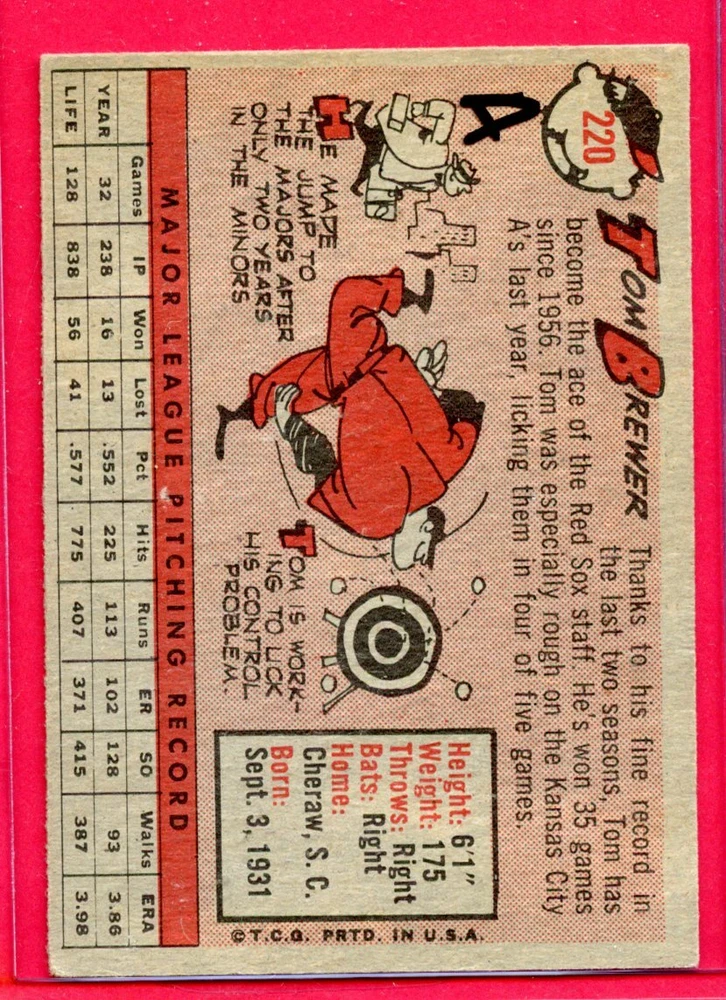 220
A
TOM BREWER
Thanks to his fine record in
the last two seasons, Tom has
become the ace of the Red Sox staff. He's won 35 games
since 1956. Tom was especially rough on the Kansas City
A's last year, licking them in four of five games.
HE MADE
THE JUMP TO
THE MAJORS AFTER
ONLY TWO YEARS
IN THE MINORS
TOM IS WORK-
ING TO LICK
HIS CONTROL
PROBLEM.
Height: 6'1"
Weight: 175
Throws: Right
Bats: Right
Home:
Cheraw, S. C.
Born:
Sept. 3, 1931
©T.C.G. PRTD. IN U.S.A.
MAJOR LEAGUE PITCHING RECORD
Games IP Won Lost Pct Hits Runs ER SO Walks ERA
YEAR 32 238 16 13 .552 225 113 102 128 93 3.86
LIFE 128 838 56 41 .577 775 407 371 415 387 3.98